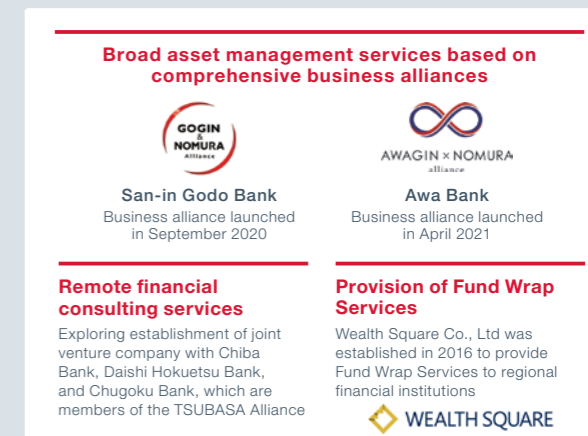 Broad asset management services based on
comprehensive business alliances
GOGIN
&
NOMURA
Alliance
AWAGIN × NOMURA
alliance
San-in Godo Bank
Business alliance launched
in September 2020
Awa Bank
Business alliance launched
in April 2021
Remote financial
consulting services
Exploring establishment of joint
venture company with Chiba
Bank, Daishi Hokuetsu Bank,
and Chugoku Bank, which are
members of the TSUBASA Alliance
Provision of Fund Wrap
Services
Wealth Square Co., Ltd was
established in 2016 to provide
Fund Wrap Services to regional
financial institutions
WEALTH SQUARE